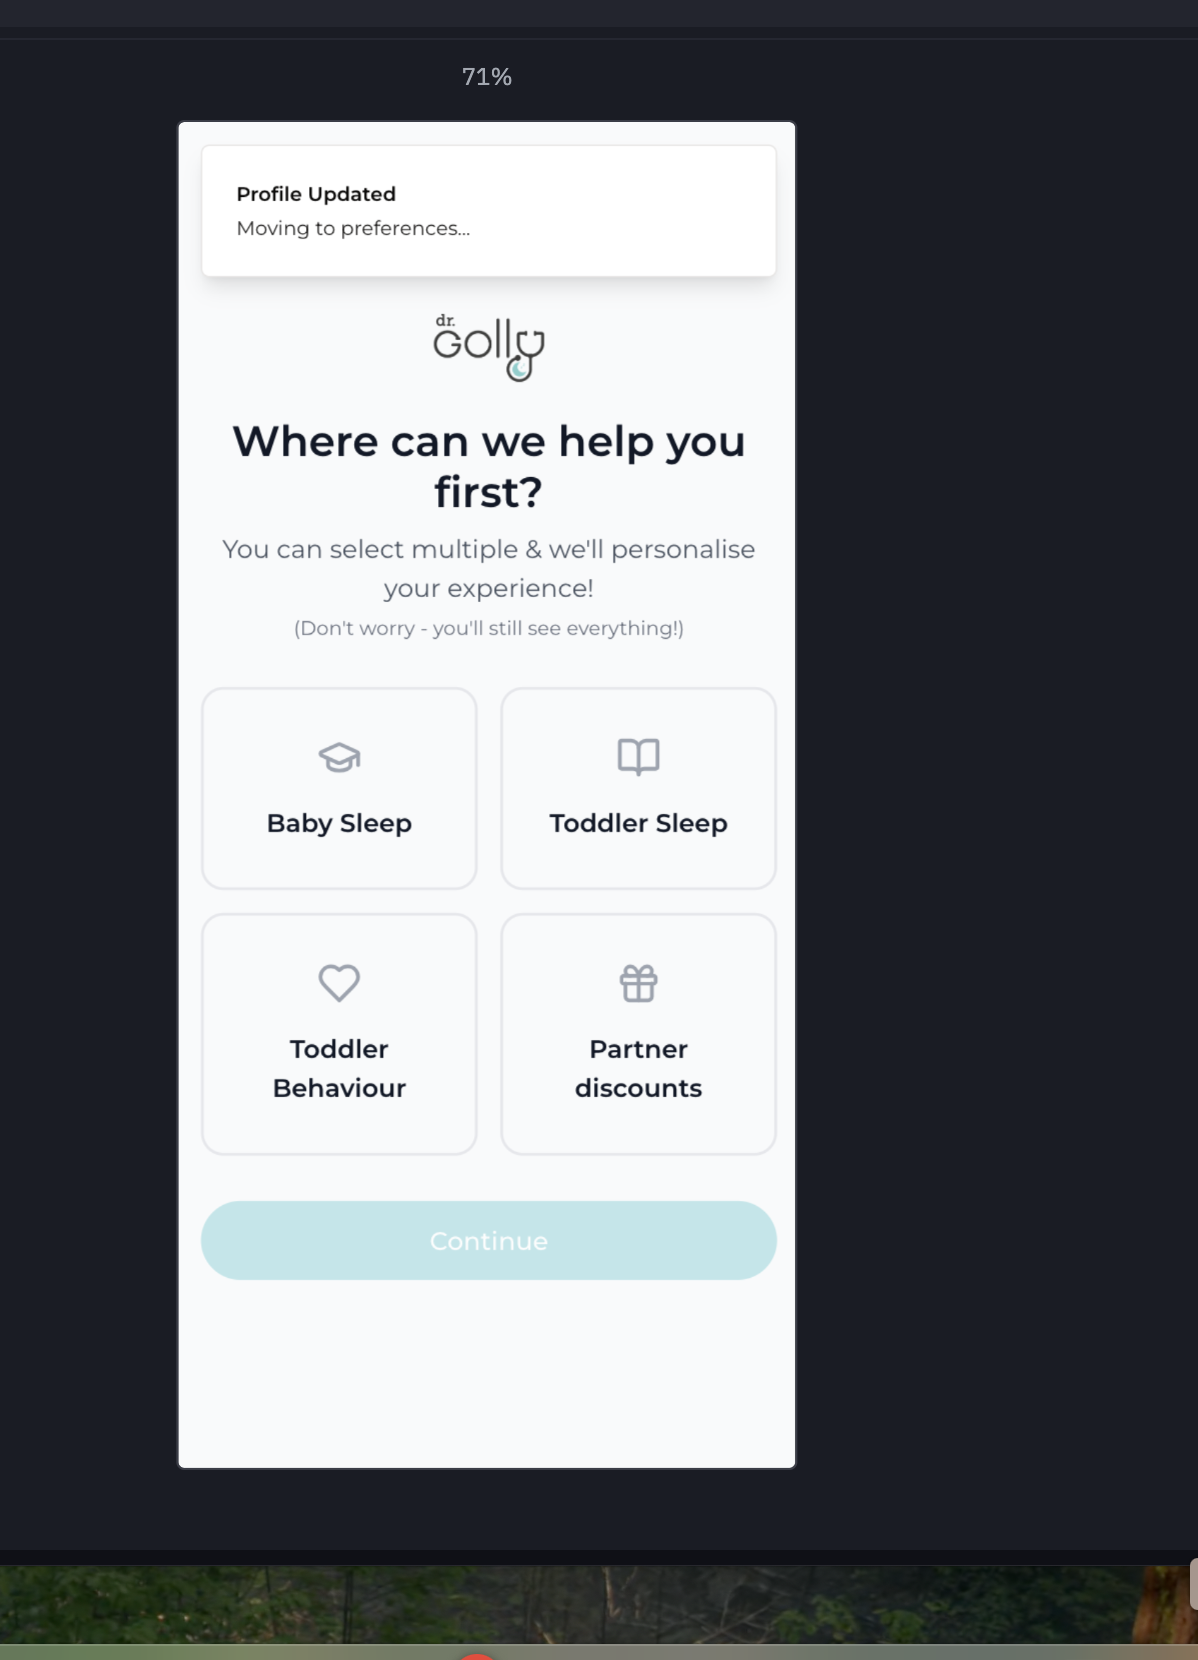 71%
Profile Updated
Moving to preferences...
dr.
Golly
Where can we help you
first?
You can select multiple & we'll personalise
your experience!
(Don't worry - you'll still see everything!)
Baby Sleep
Toddler Sleep
Toddler
Behaviour
Partner
discounts
Continue